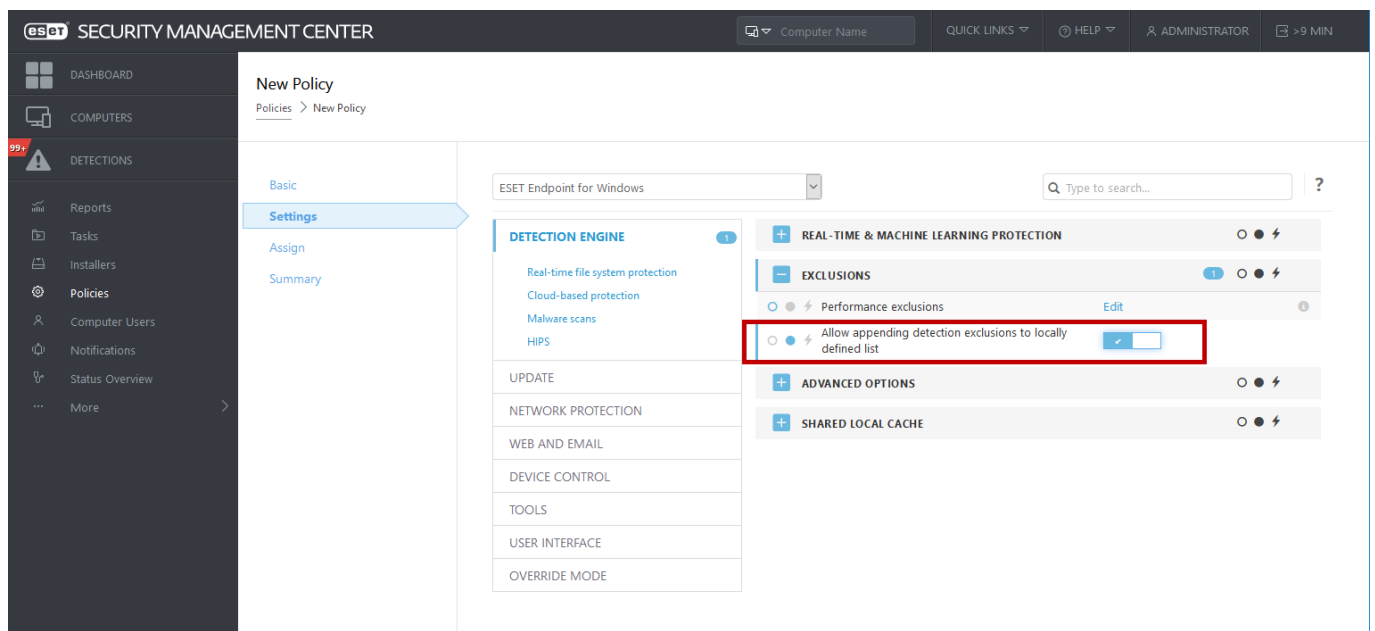 eset SECURITY MANAGEMENT CENTER
Computer Name
QUICK LINKS
HELP
ADMINISTRATOR
>9 MIN
DASHBOARD
COMPUTERS
99+
DETECTIONS
Reports
Tasks
Installers
Policies
Computer Users
Notifications
Status Overview
More
New Policy
Policies > New Policy
Basic
Settings
Assign
Summary
ESET Endpoint for Windows
Type to search...
?
DETECTION ENGINE 1
Real-time file system protection
Cloud-based protection
Malware scans
HIPS
UPDATE
NETWORK PROTECTION
WEB AND EMAIL
DEVICE CONTROL
TOOLS
USER INTERFACE
OVERRIDE MODE
REAL-TIME & MACHINE LEARNING PROTECTION
EXCLUSIONS 1
Performance exclusions Edit
Allow appending detection exclusions to locally
defined list
ADVANCED OPTIONS
SHARED LOCAL CACHE